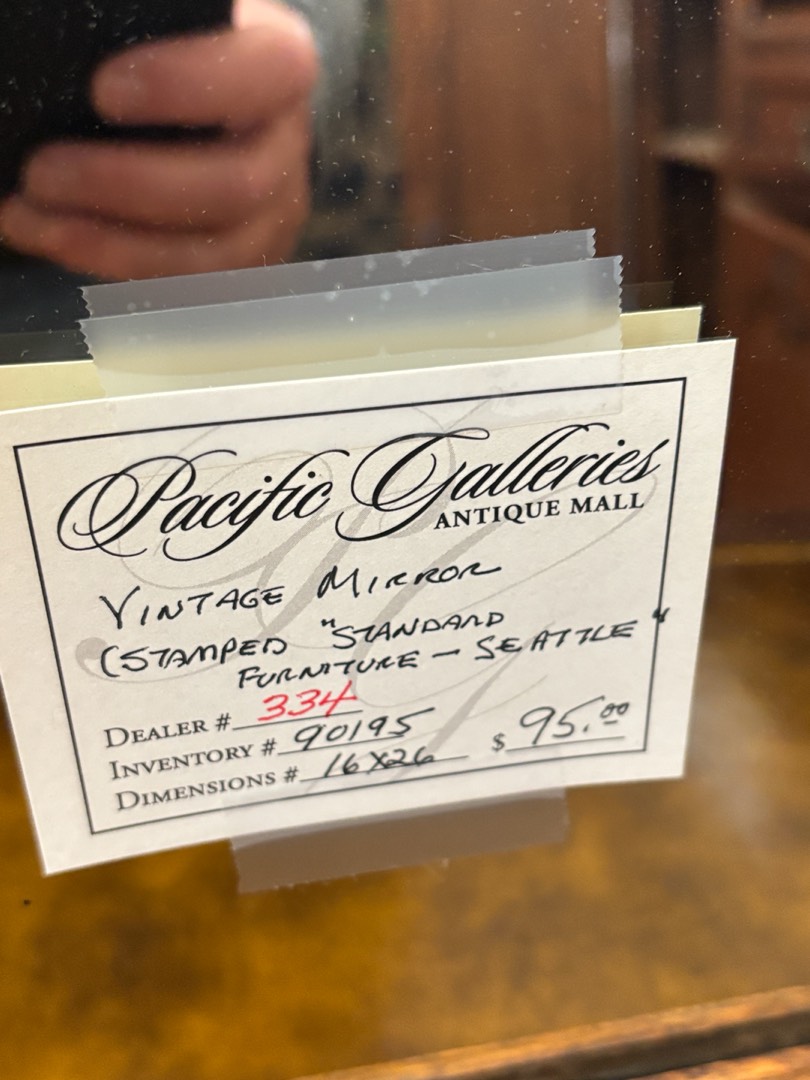 Pacific Galleries
ANTIQUE MALL
VINTAGE MIRROR
(STAMPED "STANDARD
FURNITURE – SEATTLE"
DEALER # 334
INVENTORY # 90195
DIMENSIONS # 16X26
$ 95.00